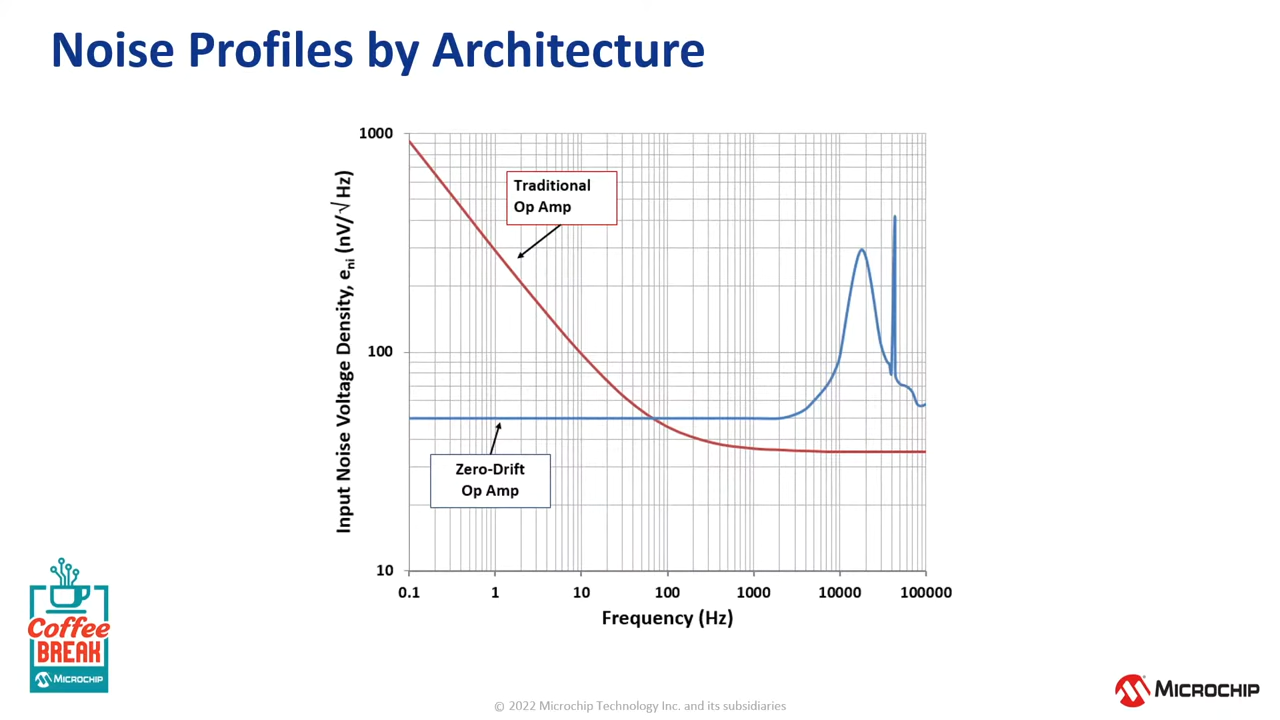 Noise Profiles by Architecture
1000
100
10
Input Noise Voltage Density, eni (nV/√Hz)
Traditional
Op Amp
Zero-Drift
Op Amp
0.1 1 10 100 1000 10000 100000
Frequency (Hz)
Coffee
BREAK
MICROCHIP
MICROCHIP
© 2022 Microchip Technology Inc. and its subsidiaries